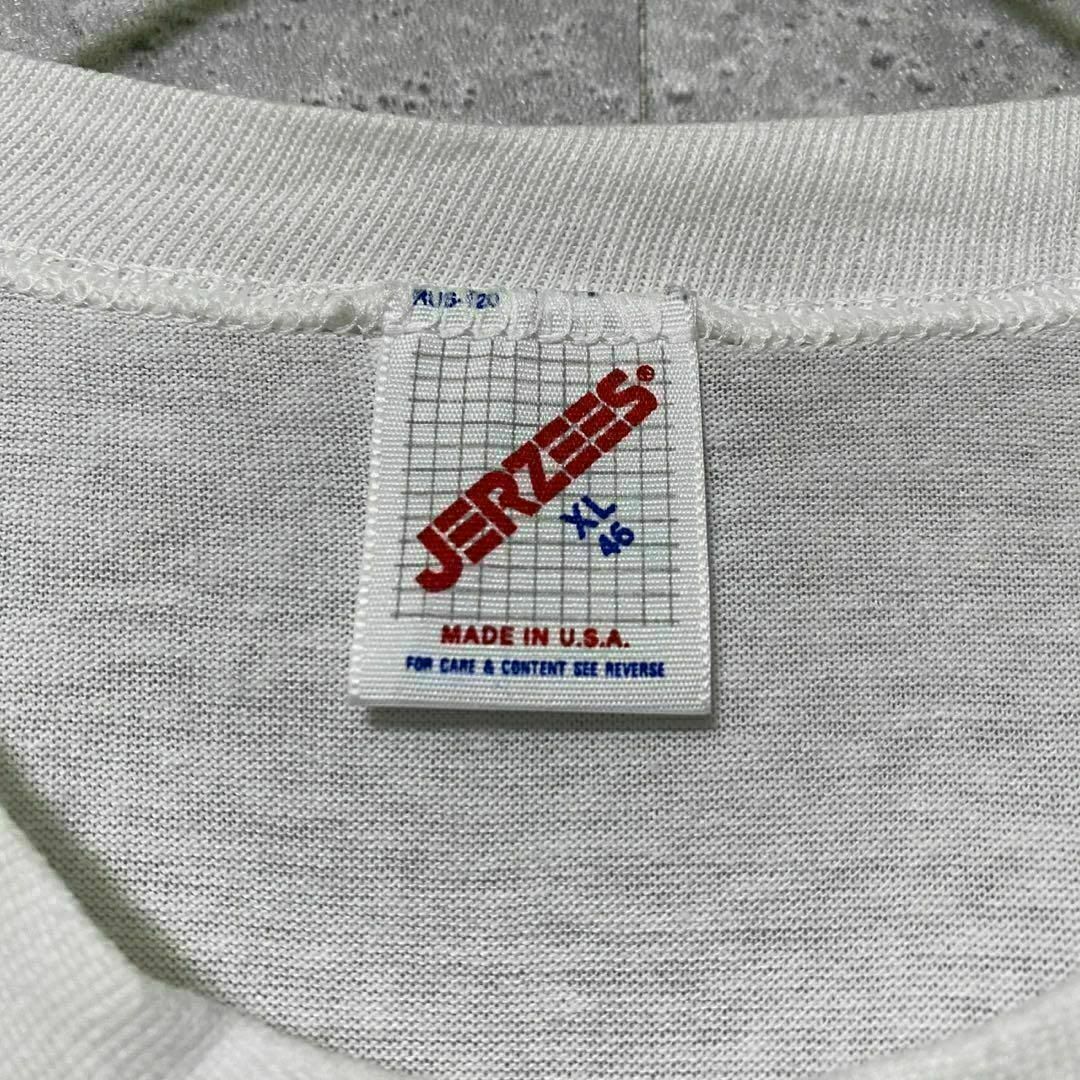 JERZEES®
XL
46
MADE IN U.S.A.
FOR CARE & CONTENT SEE REVERSE